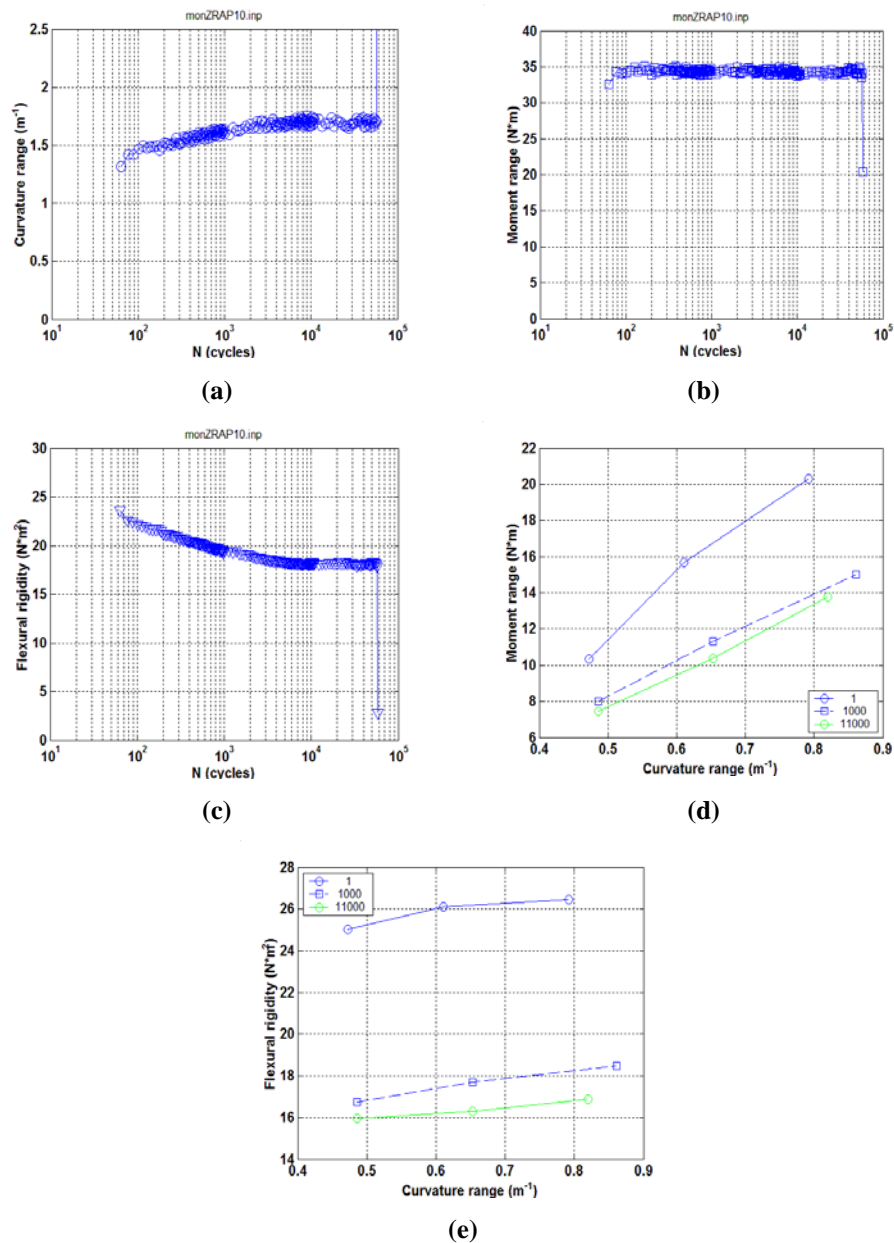 monZRAP10.inp
2.5
2
1.5
1
0.5
0
Curvature range (m⁻¹)
10¹ 10² 10³ 10⁴ 10⁵
N (cycles)
(a)
monZRAP10.inp
40
35
30
25
20
15
10
5
0
Moment range (N*m)
10¹ 10² 10³ 10⁴ 10⁵
N (cycles)
(b)
monZRAP10.inp
30
25
20
15
10
5
0
Flexural rigidity (N*m²)
10¹ 10² 10³ 10⁴ 10⁵
N (cycles)
(c)
22
20
18
16
14
12
10
8
6
Moment range (N*m)
1
1000
11000
0.4 0.5 0.6 0.7 0.8 0.9
Curvature range (m⁻¹)
(d)
28
26
24
22
20
18
16
14
Flexural rigidity (N*m²)
1
1000
11000
0.4 0.5 0.6 0.7 0.8 0.9
Curvature range (m⁻¹)
(e)